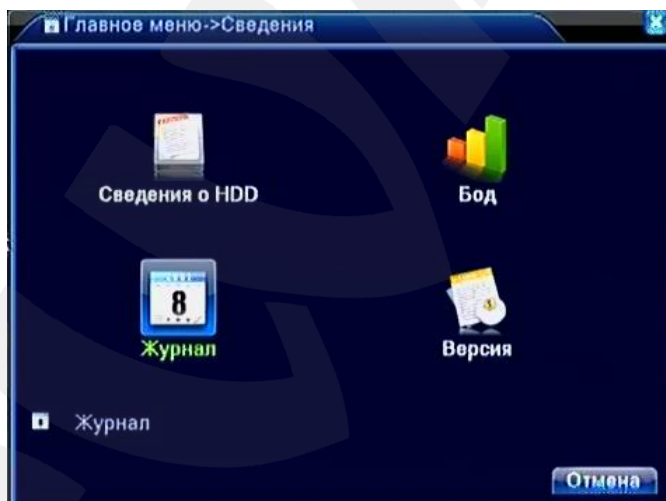 Главное меню->Сведения
Сведения о HDD
Бод
8
Журнал
Версия
Журнал
Отмена